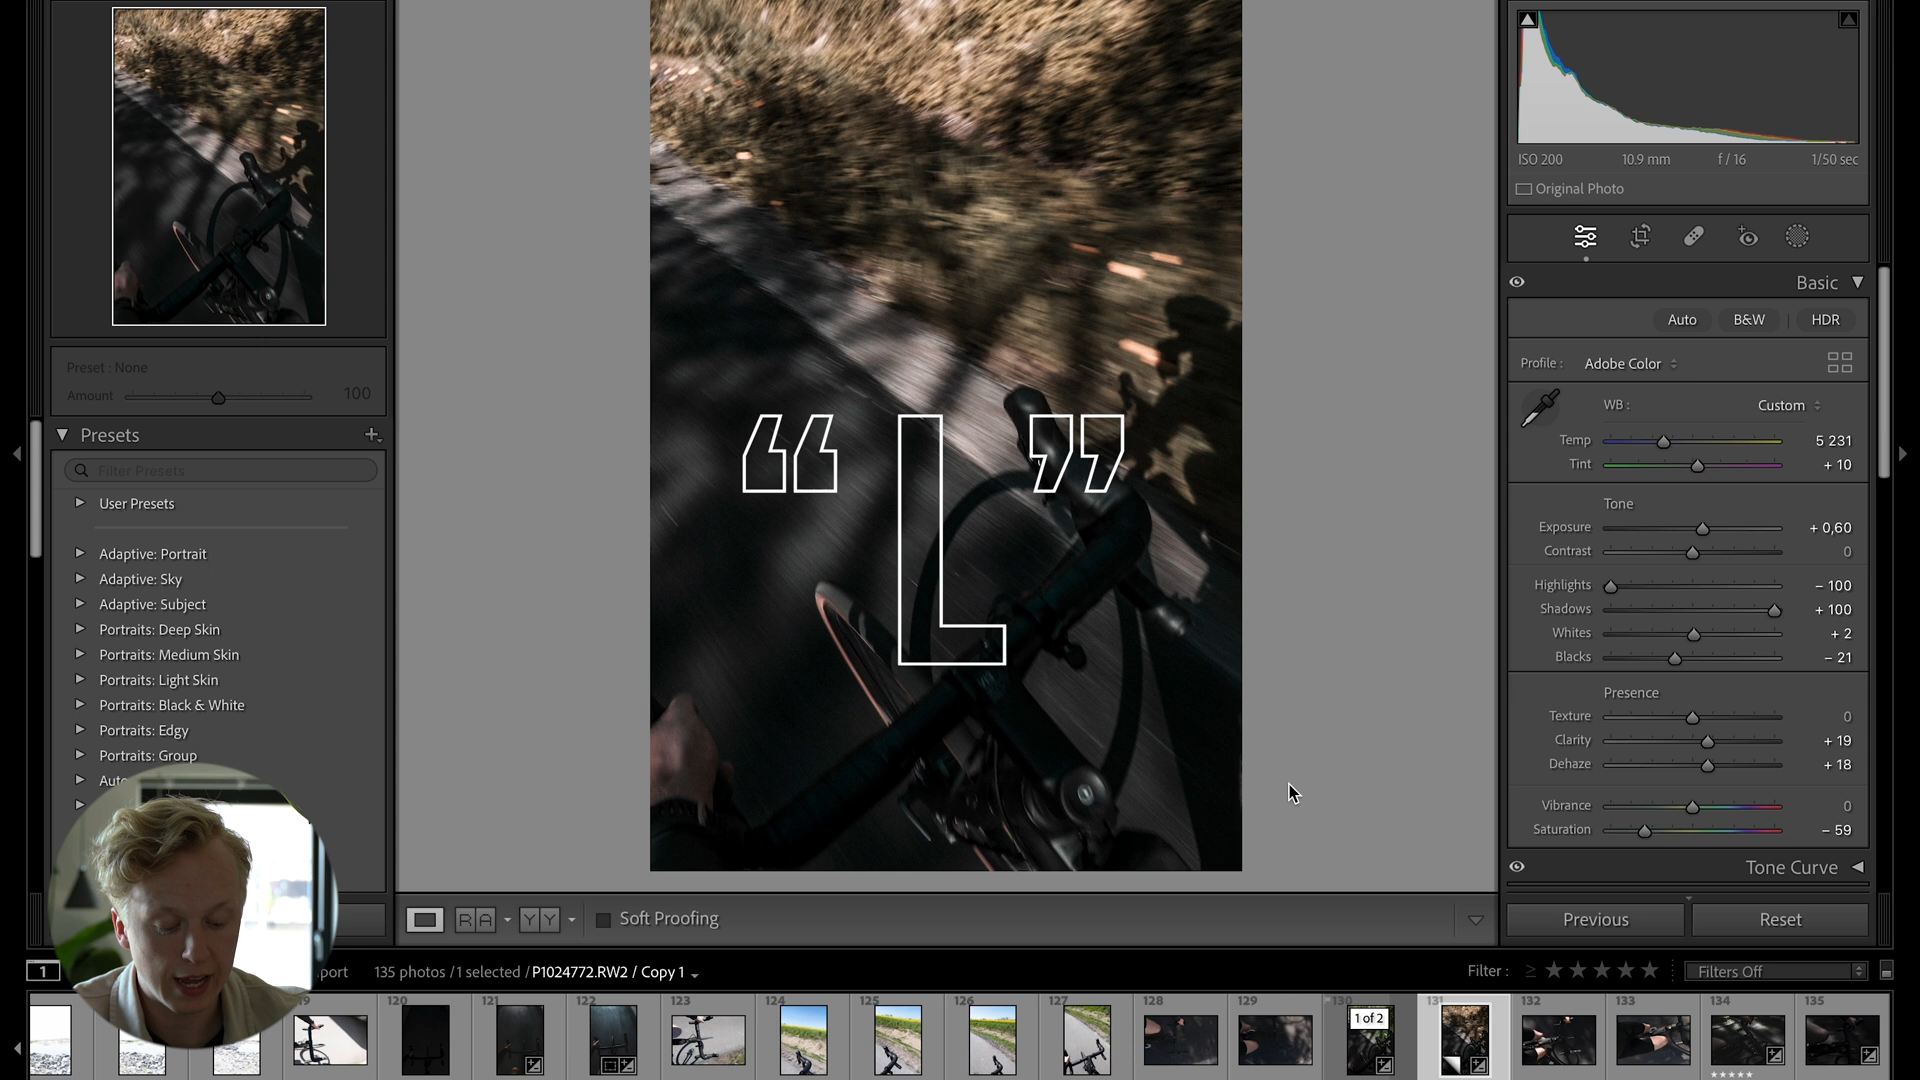 ISO 200 10.9 mm f / 16 1/50 sec
Original Photo
Basic
Auto B&W HDR
Profile : Adobe Color
WB : Custom
Temp 5 231
Tint + 10
Tone
Exposure + 0,60
Contrast 0
Highlights – 100
Shadows + 100
Whites + 2
Blacks – 21
Presence
Texture 0
Clarity + 19
Dehaze + 18
Vibrance 0
Saturation – 59
Tone Curve
Previous Reset
Preset : None
Amount 100
Presets
Filter Presets
User Presets
Adaptive: Portrait
Adaptive: Sky
Adaptive: Subject
Portraits: Deep Skin
Portraits: Medium Skin
Portraits: Light Skin
Portraits: Black & White
Portraits: Edgy
Portraits: Group
“ L ”
R A Y Y Soft Proofing
1 135 photos / 1 selected / P1024772.RW2 / Copy 1
Filter : ≥ ★ ★ ★ ★ ★ Filters Off
120 121 122 123 124 125 126 127 128 129 130 131 132 133 134 135
1 of 2
★★★★★